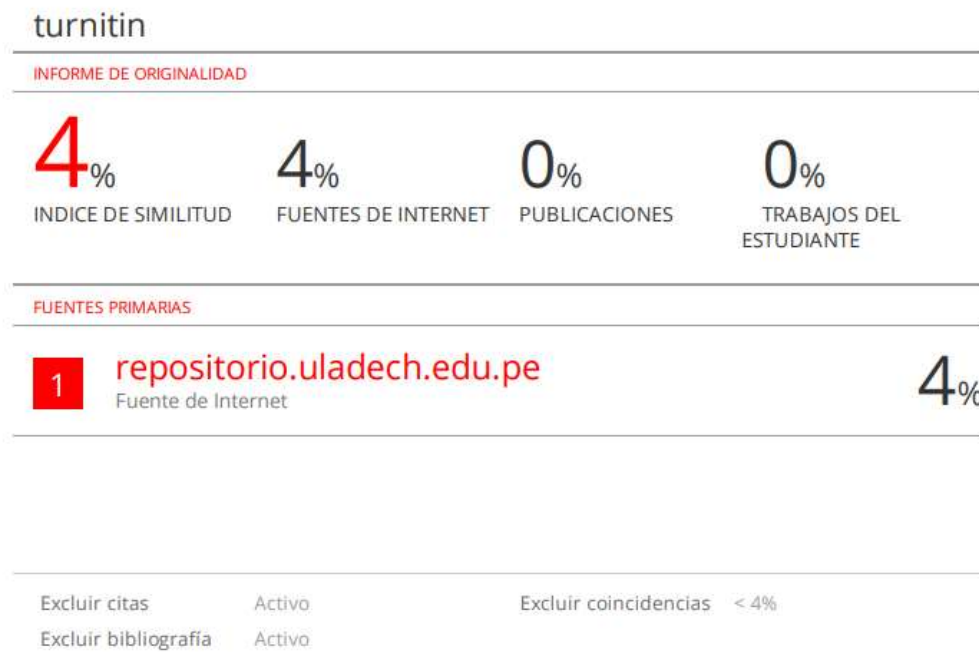 turnitin
INFORME DE ORIGINALIDAD
4% 4% 0% 0%
INDICE DE SIMILITUD FUENTES DE INTERNET PUBLICACIONES TRABAJOS DEL
ESTUDIANTE
FUENTES PRIMARIAS
1 repositorio.uladech.edu.pe 4%
Fuente de Internet
Excluir citas Activo Excluir coincidencias < 4%
Excluir bibliografía Activo